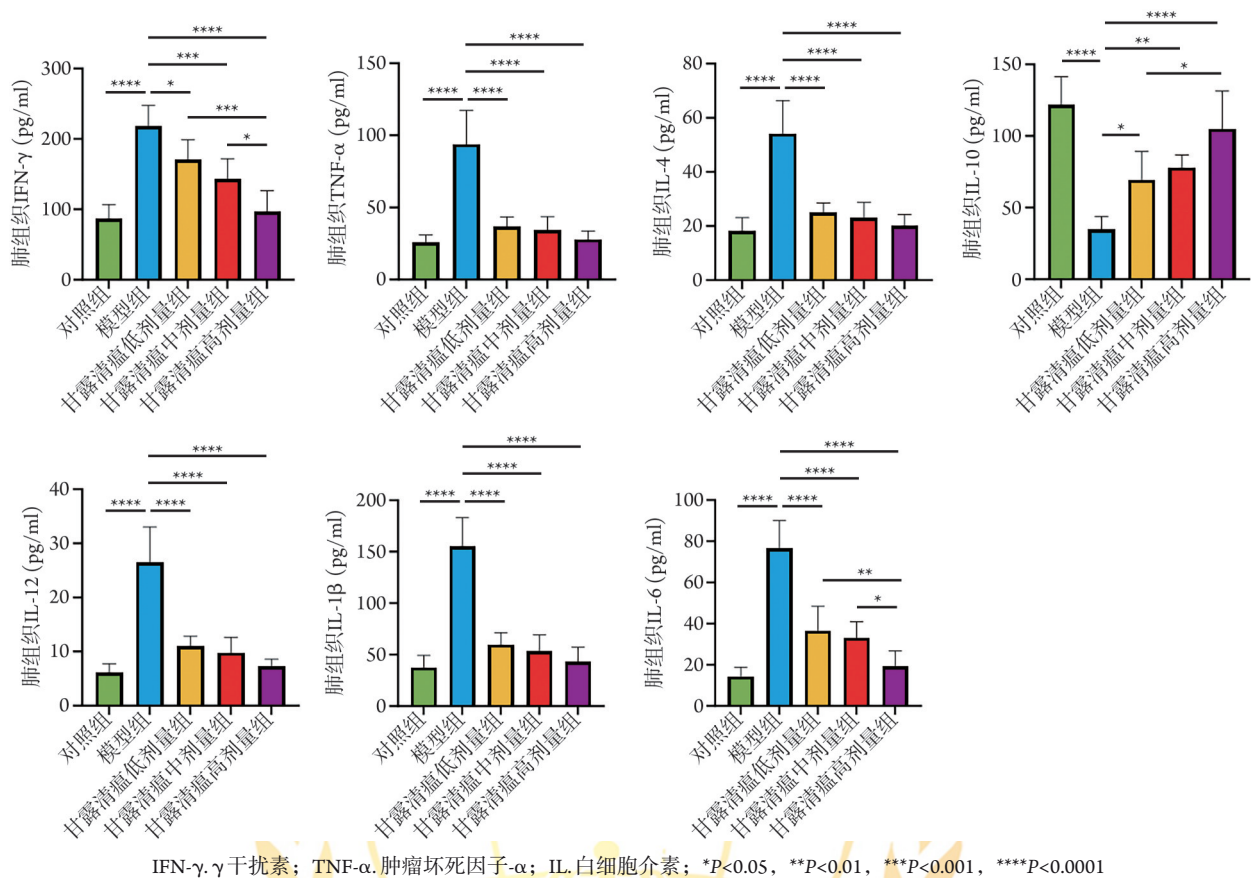 肺组织IFN-γ (pg/ml)
300
200
100
0
****
***
****
*
***
*
对照组
模型组
甘露清瘟低剂量组
甘露清瘟中剂量组
甘露清瘟高剂量组
肺组织TNF-α (pg/ml)
150
100
50
0
****
****
****
****
对照组
模型组
甘露清瘟低剂量组
甘露清瘟中剂量组
甘露清瘟高剂量组
肺组织IL-4 (pg/ml)
80
60
40
20
0
****
****
****
****
对照组
模型组
甘露清瘟低剂量组
甘露清瘟中剂量组
甘露清瘟高剂量组
肺组织IL-10 (pg/ml)
150
100
50
0
****
****
**
*
*
对照组
模型组
甘露清瘟低剂量组
甘露清瘟中剂量组
甘露清瘟高剂量组
肺组织IL-12 (pg/ml)
40
30
20
10
0
****
****
****
****
对照组
模型组
甘露清瘟低剂量组
甘露清瘟中剂量组
甘露清瘟高剂量组
肺组织IL-1β (pg/ml)
200
150
100
50
0
****
****
****
****
对照组
模型组
甘露清瘟低剂量组
甘露清瘟中剂量组
甘露清瘟高剂量组
肺组织IL-6 (pg/ml)
100
80
60
40
20
0
****
****
****
****
**
*
对照组
模型组
甘露清瘟低剂量组
甘露清瘟中剂量组
甘露清瘟高剂量组
IFN-γ. γ干扰素；TNF-α. 肿瘤坏死因子-α；IL. 白细胞介素；*P<0.05，**P<0.01，***P<0.001，****P<0.0001